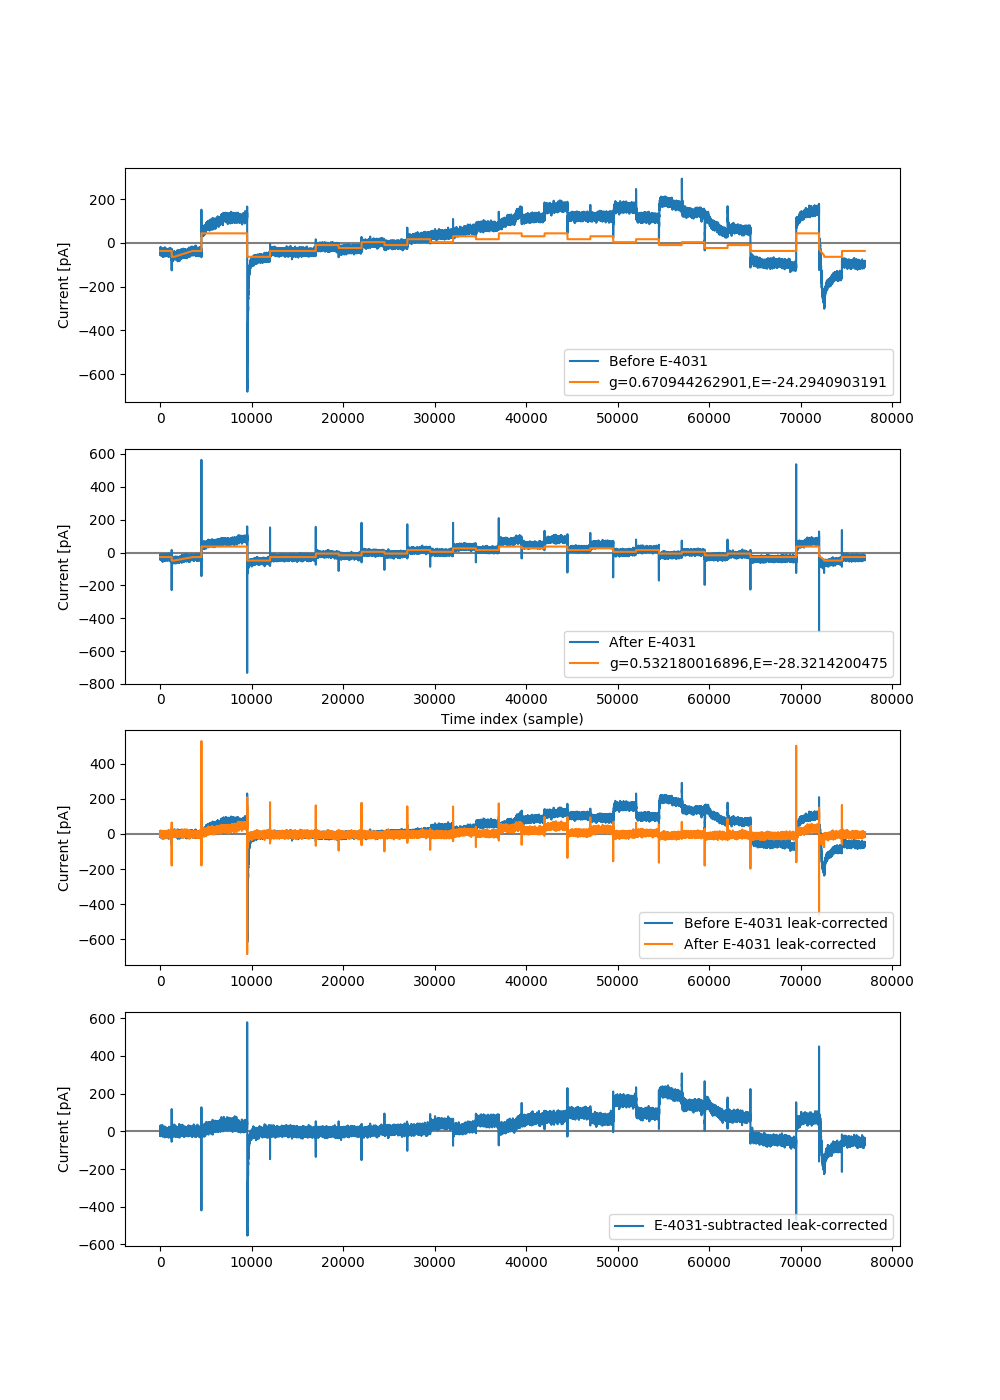 200
0
−200
−400
−600
Current [pA]
Before E-4031
g=0.670944262901,E=-24.2940903191
0 10000 20000 30000 40000 50000 60000 70000 80000
600
400
200
0
−200
−400
−600
−800
Current [pA]
After E-4031
g=0.532180016896,E=-28.3214200475
0 10000 20000 30000 40000 50000 60000 70000 80000
Time index (sample)
400
200
0
−200
−400
−600
Current [pA]
Before E-4031 leak-corrected
After E-4031 leak-corrected
0 10000 20000 30000 40000 50000 60000 70000 80000
600
400
200
0
−200
−400
−600
Current [pA]
E-4031-subtracted leak-corrected
0 10000 20000 30000 40000 50000 60000 70000 80000